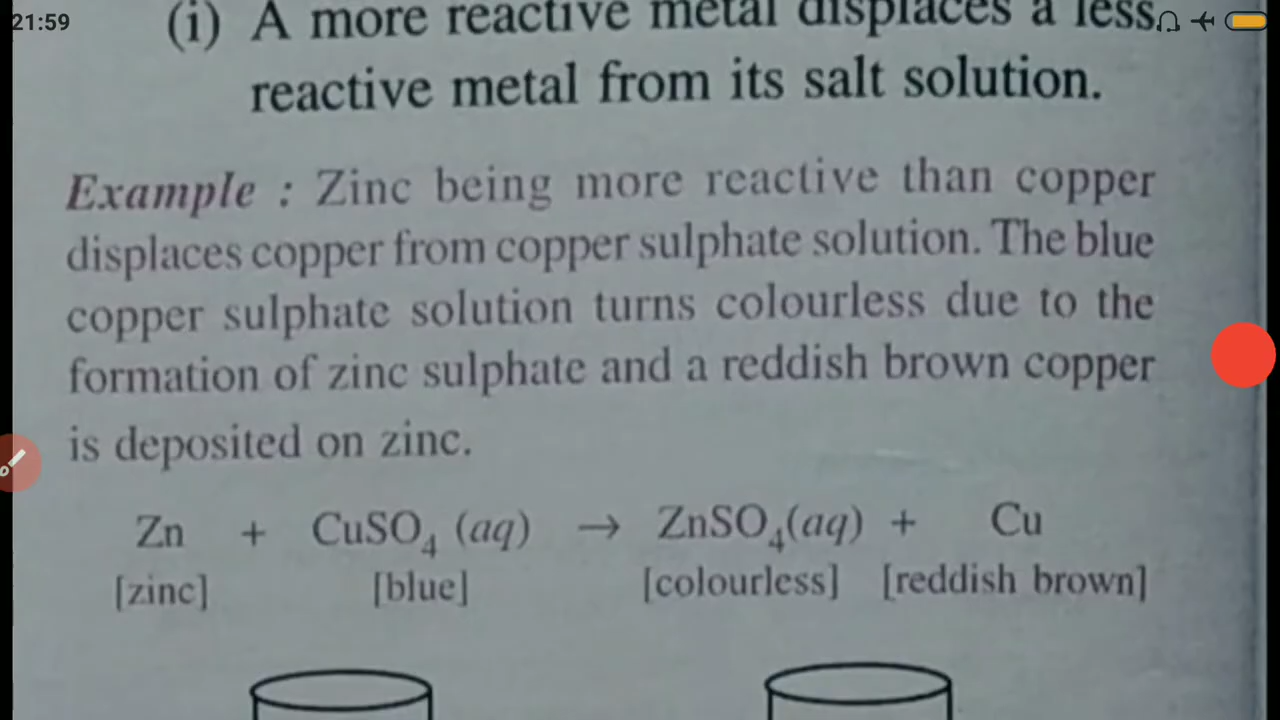 21:59
(i) A more reactive metal displaces a less
reactive metal from its salt solution.
Example : Zinc being more reactive than copper
displaces copper from copper sulphate solution. The blue
copper sulphate solution turns colourless due to the
formation of zinc sulphate and a reddish brown copper
is deposited on zinc.
Zn + CuSO₄ (aq) → ZnSO₄(aq) + Cu
[zinc] [blue] [colourless] [reddish brown]